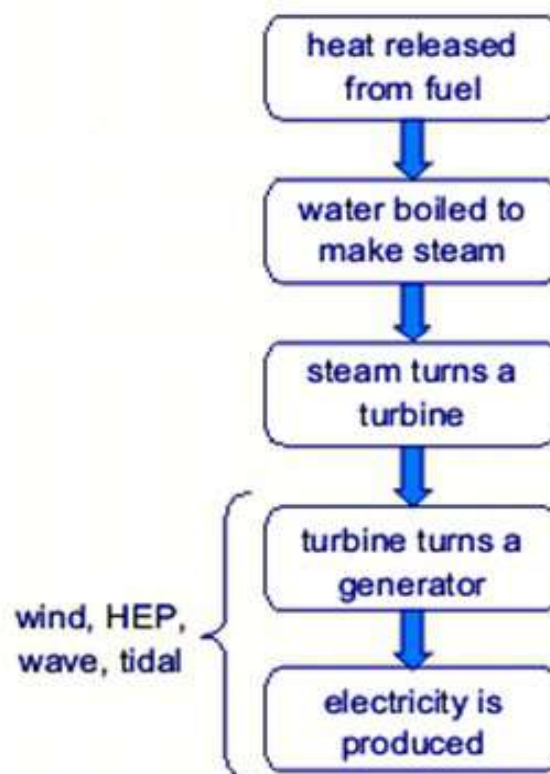 heat released
from fuel
water boiled to
make steam
steam turns a
turbine
turbine turns a
generator
wind, HEP,
wave, tidal
electricity is
produced